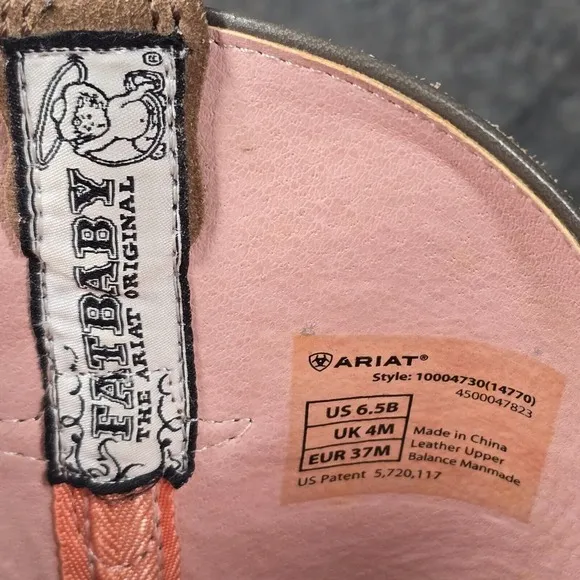 FATBABY
THE ARIAT ORIGINAL
ARIAT®
Style: 10004730(14770)
4500047823
US 6.5B
UK 4M
EUR 37M
Made in China
Leather Upper
Balance Manmade
US Patent 5,720,117